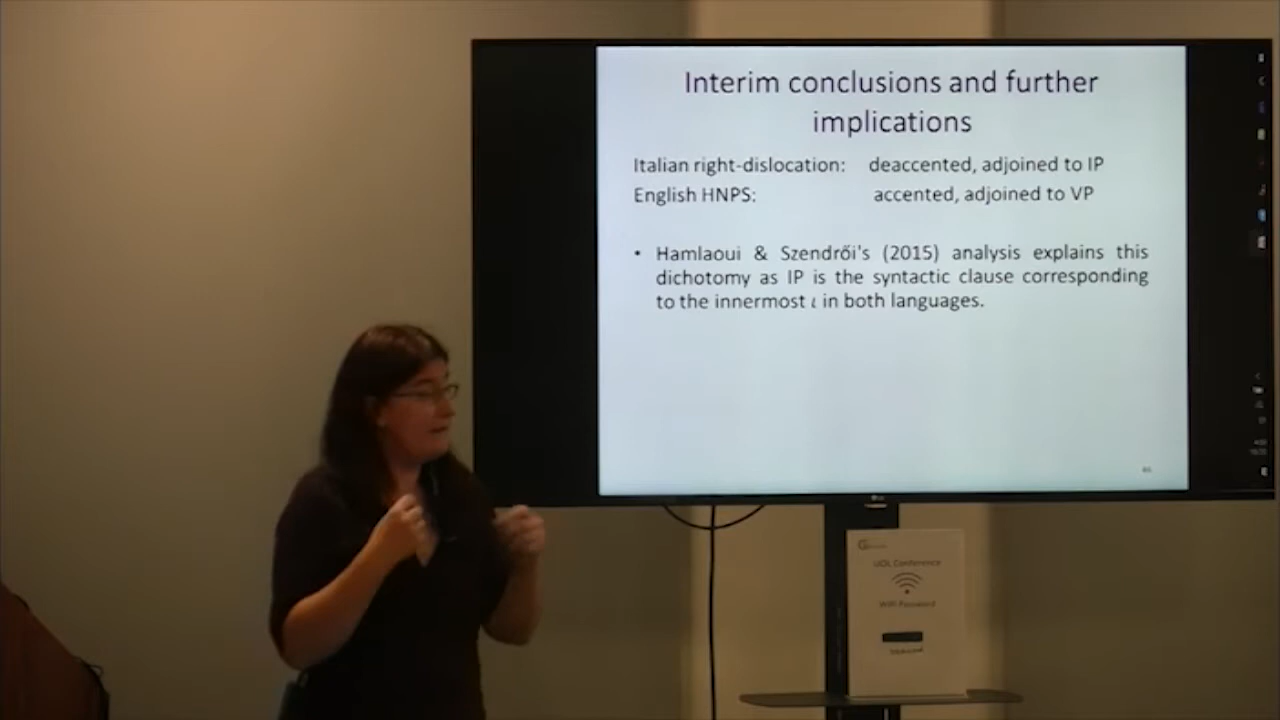 Interim conclusions and further
implications
Italian right-dislocation: deaccented, adjoined to IP
English HNPS: accented, adjoined to VP
• Hamlaoui & Szendrői's (2015) analysis explains this
dichotomy as IP is the syntactic clause corresponding
to the innermost ι in both languages.
LG
UOL Conference
WiFi Password